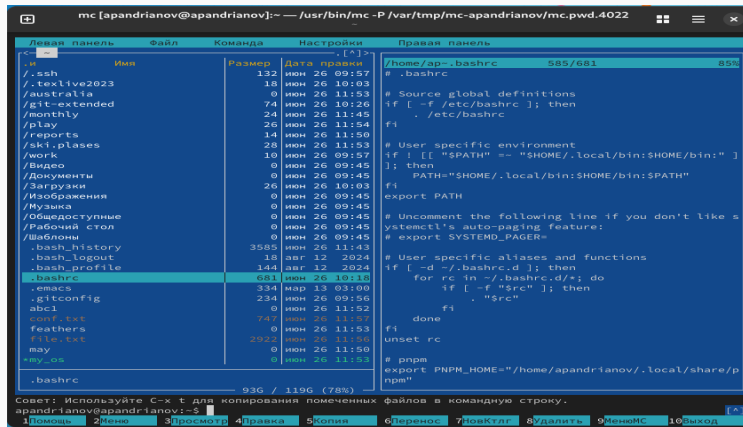 mc [apandrianov@apandrianov]:~ — /usr/bin/mc -P /var/tmp/mc-apandrianov/mc.pwd.4022
Левая панель Файл Команда Настройки Правая панель
<─ ~ .[^]>
.и Имя Размер Дата правки
/.ssh 132 июн 26 09:57
/.texlive2023 18 июн 26 10:03
/australia 0 июн 26 11:53
/git-extended 74 июн 26 10:26
/monthly 24 июн 26 11:45
/play 26 июн 26 11:54
/reports 14 июн 26 11:50
/ski.plases 28 июн 26 11:53
/work 10 июн 26 09:57
/Видео 0 июн 26 09:45
/Документы 0 июн 26 09:45
/Загрузки 26 июн 26 10:03
/Изображения 0 июн 26 09:45
/Музыка 0 июн 26 09:45
/Общедоступные 0 июн 26 09:45
/Рабочий стол 0 июн 26 09:45
/Шаблоны 0 июн 26 09:45
.bash_history 3585 июн 26 11:43
.bash_logout 18 авг 12 2024
.bash_profile 144 авг 12 2024
.bashrc 681 июн 26 10:18
.emacs 334 мар 13 03:00
.gitconfig 234 июн 26 09:56
abc1 0 июн 26 11:52
conf.txt 747 июн 26 11:57
feathers 0 июн 26 11:53
file.txt 2922 июн 26 11:56
may 0 июн 26 11:50
*my_os 0 июн 26 11:53
.bashrc
93G / 119G (78%)
/home/ap~.bashrc 585/681 85%
# .bashrc
# Source global definitions
if [ -f /etc/bashrc ]; then
. /etc/bashrc
fi
# User specific environment
if ! [[ "$PATH" =~ "$HOME/.local/bin:$HOME/bin:" ]
]; then
PATH="$HOME/.local/bin:$HOME/bin:$PATH"
fi
export PATH
# Uncomment the following line if you don't like s
ystemctl's auto-paging feature:
# export SYSTEMD_PAGER=
# User specific aliases and functions
if [ -d ~/.bashrc.d ]; then
for rc in ~/.bashrc.d/*; do
if [ -f "$rc" ]; then
. "$rc"
fi
done
fi
unset rc
# pnpm
export PNPM_HOME="/home/apandrianov/.local/share/p
npm"
Совет: Используйте C-x t для копирования помеченных файлов в командную строку.
apandrianov@apandrianov:~$ [^]
1Помощь 2Меню 3Просмотр 4Правка 5Копия 6Перенос 7НовКтлг 8Удалить 9МенюМС 10Выход